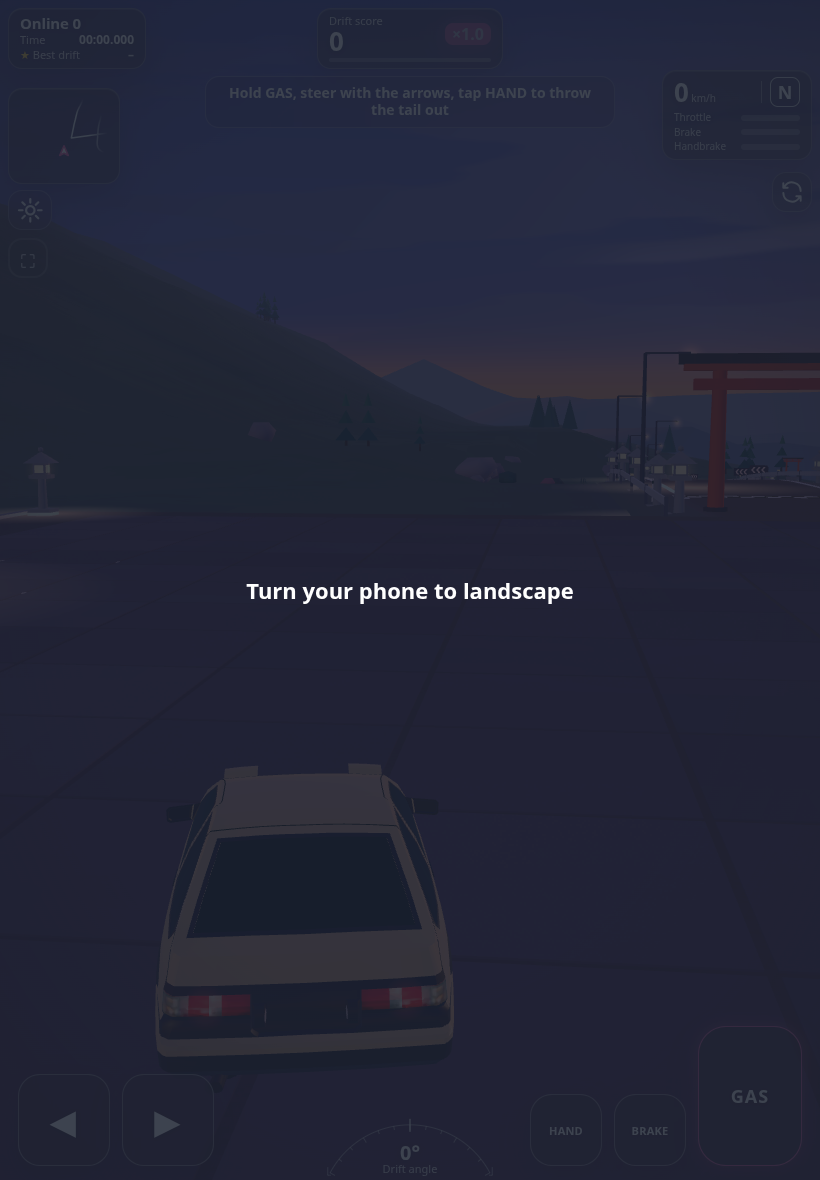 Online 0
Time 00:00.000
★ Best drift –
Drift score
0
×1.0
Hold GAS, steer with the arrows, tap HAND to throw
the tail out
0 km/h N
Throttle
Brake
Handbrake
Turn your phone to landscape
GAS
HAND
BRAKE
0°
Drift angle